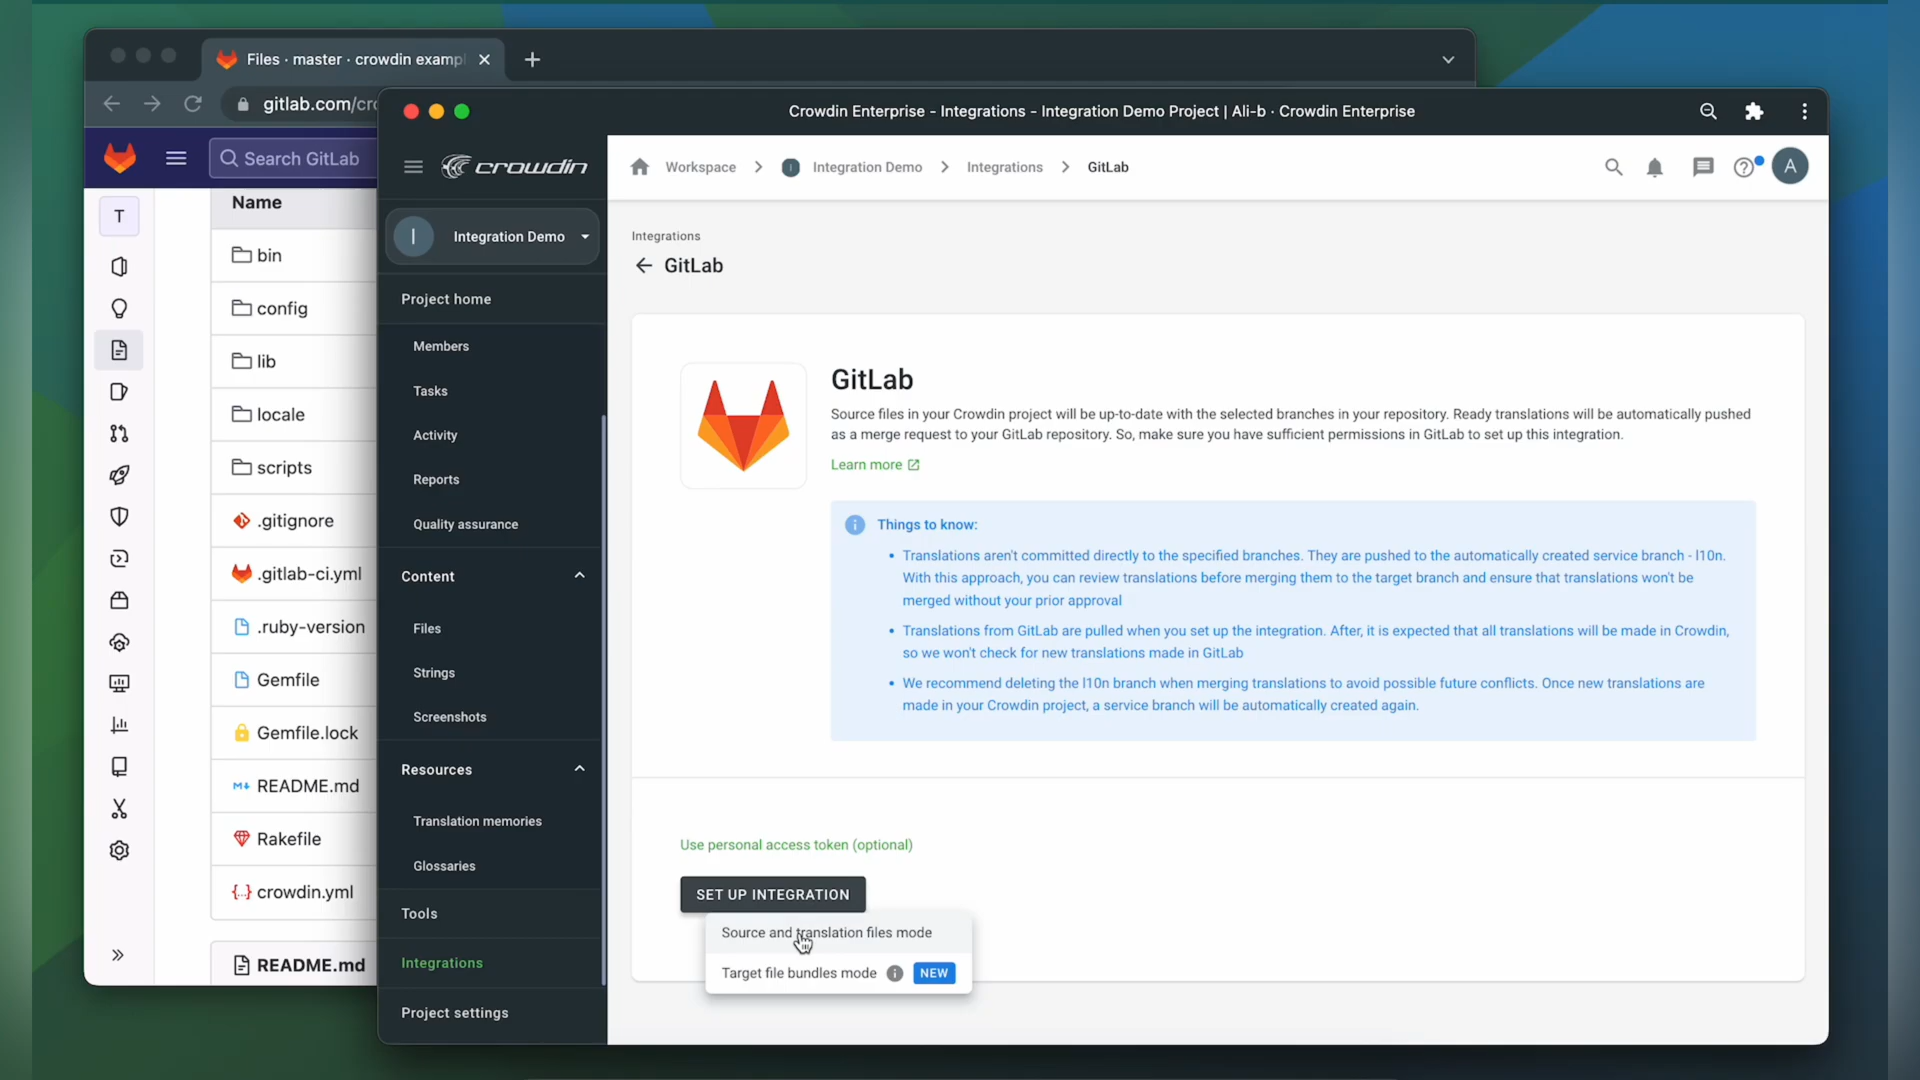 Files · master · crowdin examp
gitlab.com/cro
Search GitLab
T
Name
bin
config
lib
locale
scripts
.gitignore
.gitlab-ci.yml
.ruby-version
Gemfile
Gemfile.lock
README.md
Rakefile
crowdin.yml
README.md
Crowdin Enterprise - Integrations - Integration Demo Project | Ali-b · Crowdin Enterprise
crowdin
I
Integration Demo
Project home
Members
Tasks
Activity
Reports
Quality assurance
Content
Files
Strings
Screenshots
Resources
Translation memories
Glossaries
Tools
Integrations
Project settings
Workspace
I
Integration Demo
Integrations
GitLab
A
Integrations
GitLab
GitLab
Source files in your Crowdin project will be up-to-date with the selected branches in your repository. Ready translations will be automatically pushed
as a merge request to your GitLab repository. So, make sure you have sufficient permissions in GitLab to set up this integration.
Learn more
Things to know:
• Translations aren't committed directly to the specified branches. They are pushed to the automatically created service branch - l10n.
With this approach, you can review translations before merging them to the target branch and ensure that translations won't be
merged without your prior approval
• Translations from GitLab are pulled when you set up the integration. After, it is expected that all translations will be made in Crowdin,
so we won't check for new translations made in GitLab
• We recommend deleting the l10n branch when merging translations to avoid possible future conflicts. Once new translations are
made in your Crowdin project, a service branch will be automatically created again.
Use personal access token (optional)
SET UP INTEGRATION
Source and translation files mode
Target file bundles mode
NEW